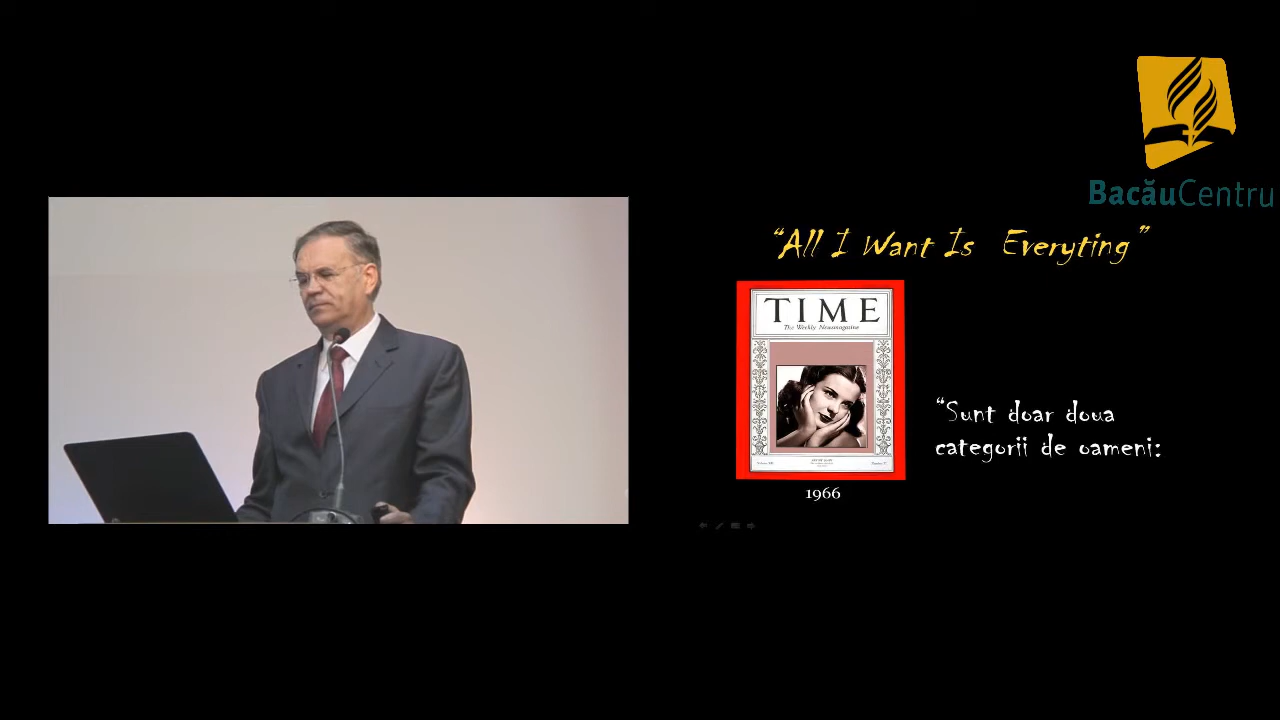 BacăuCentru
“All I Want Is Everyting”
TIME
The Weekly Newsmagazine
1966
“Sunt doar doua
categorii de oameni: